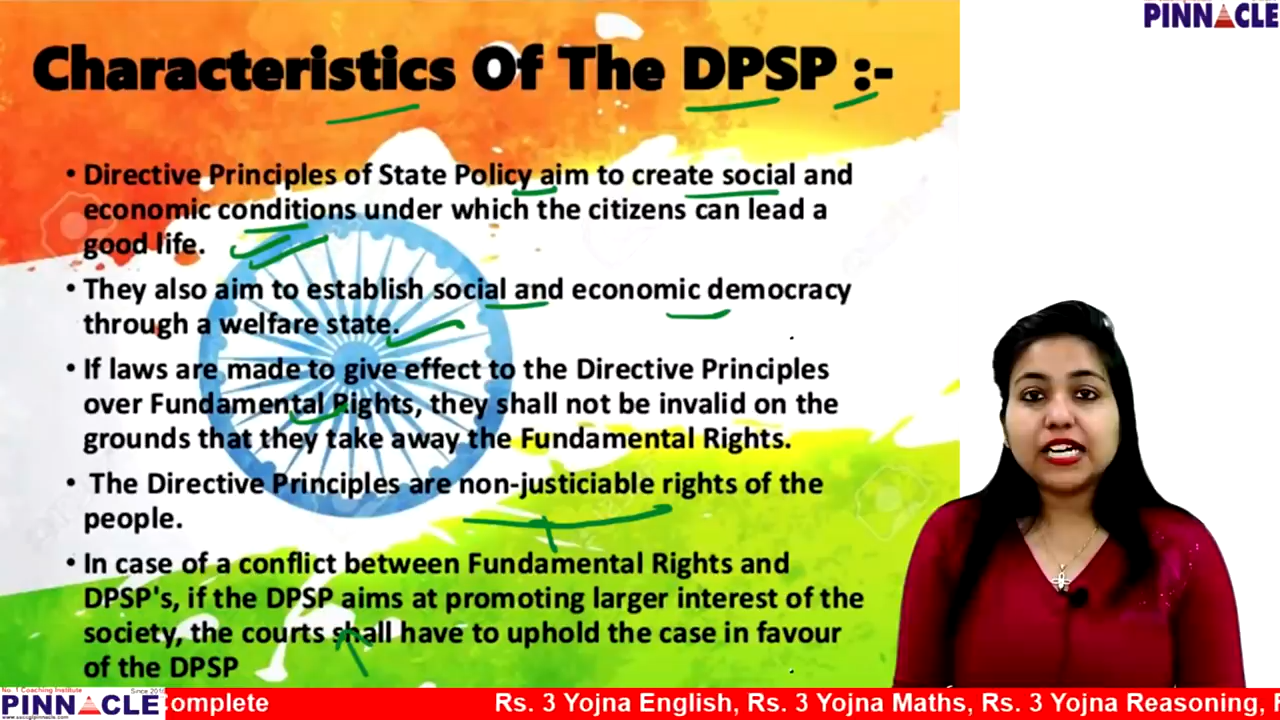 PINNACLE
Characteristics Of The DPSP :-
• Directive Principles of State Policy aim to create social and
economic conditions under which the citizens can lead a
good life.
• They also aim to establish social and economic democracy
through a welfare state.
• If laws are made to give effect to the Directive Principles
over Fundamental Rights, they shall not be invalid on the
grounds that they take away the Fundamental Rights.
• The Directive Principles are non-justiciable rights of the
people.
• In case of a conflict between Fundamental Rights and
DPSP's, if the DPSP aims at promoting larger interest of the
society, the courts shall have to uphold the case in favour
of the DPSP
No. 1 Coaching Institute Since
PINNACLE
omplete Rs. 3 Yojna English, Rs. 3 Yojna Maths, Rs. 3 Yojna Reasoning,